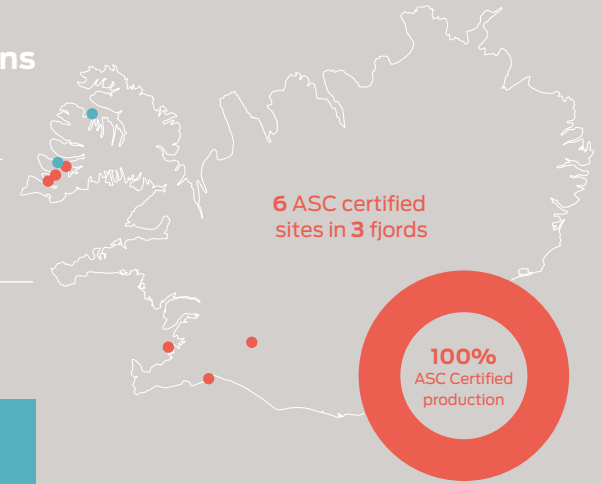 ns
6 ASC certified
sites in 3 fjords
100%
ASC Certified
production